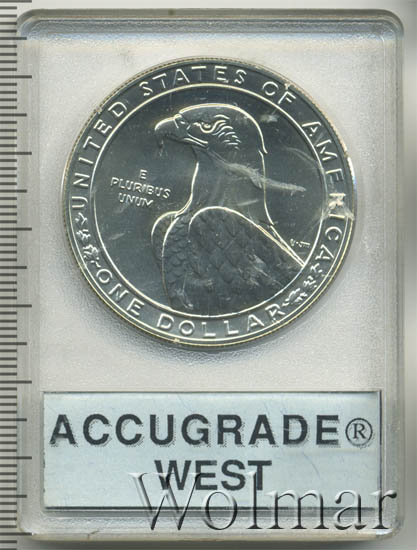 UNITED STATES OF AMERICA
E
PLURIBUS
UNUM
ONE DOLLAR
ACCUGRADE®
WEST
Wolmar